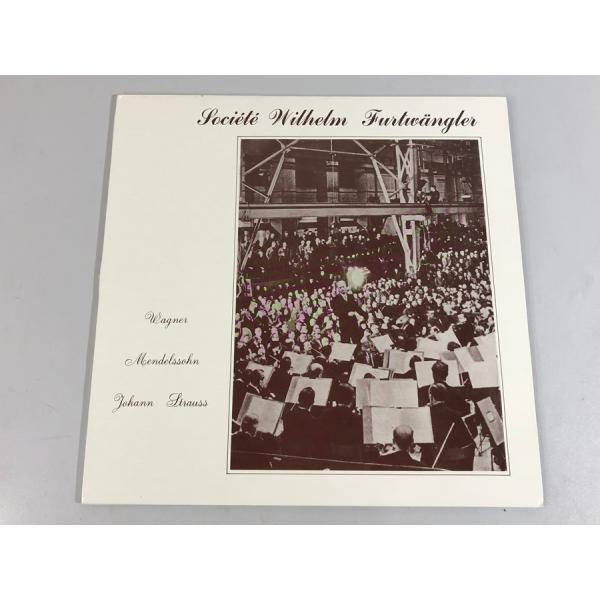 Société Wilhelm Furtwängler
Wagner
Mendelssohn
Johann Strauss